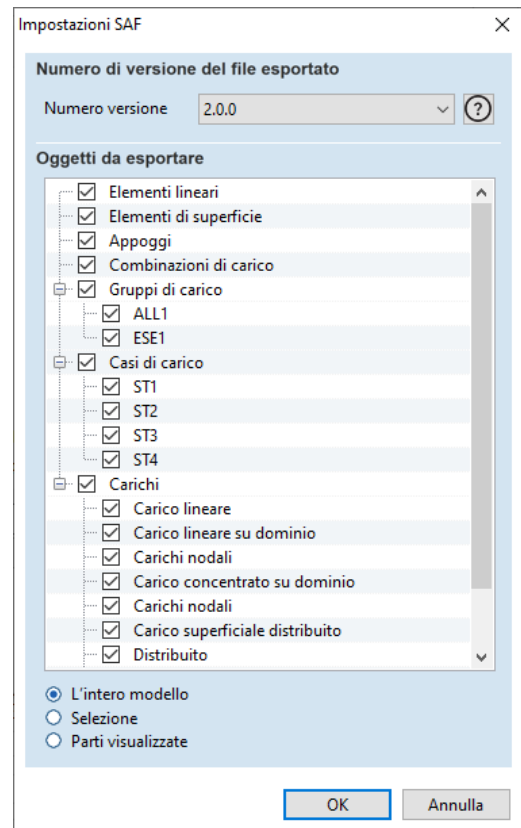 Impostazioni SAF
Numero di versione del file esportato
Numero versione 2.0.0 ?
Oggetti da esportare
Elementi lineari
Elementi di superficie
Appoggi
Combinazioni di carico
Gruppi di carico
ALL1
ESE1
Casi di carico
ST1
ST2
ST3
ST4
Carichi
Carico lineare
Carico lineare su dominio
Carichi nodali
Carico concentrato su dominio
Carichi nodali
Carico superficiale distribuito
Distribuito
L'intero modello
Selezione
Parti visualizzate
OK Annulla